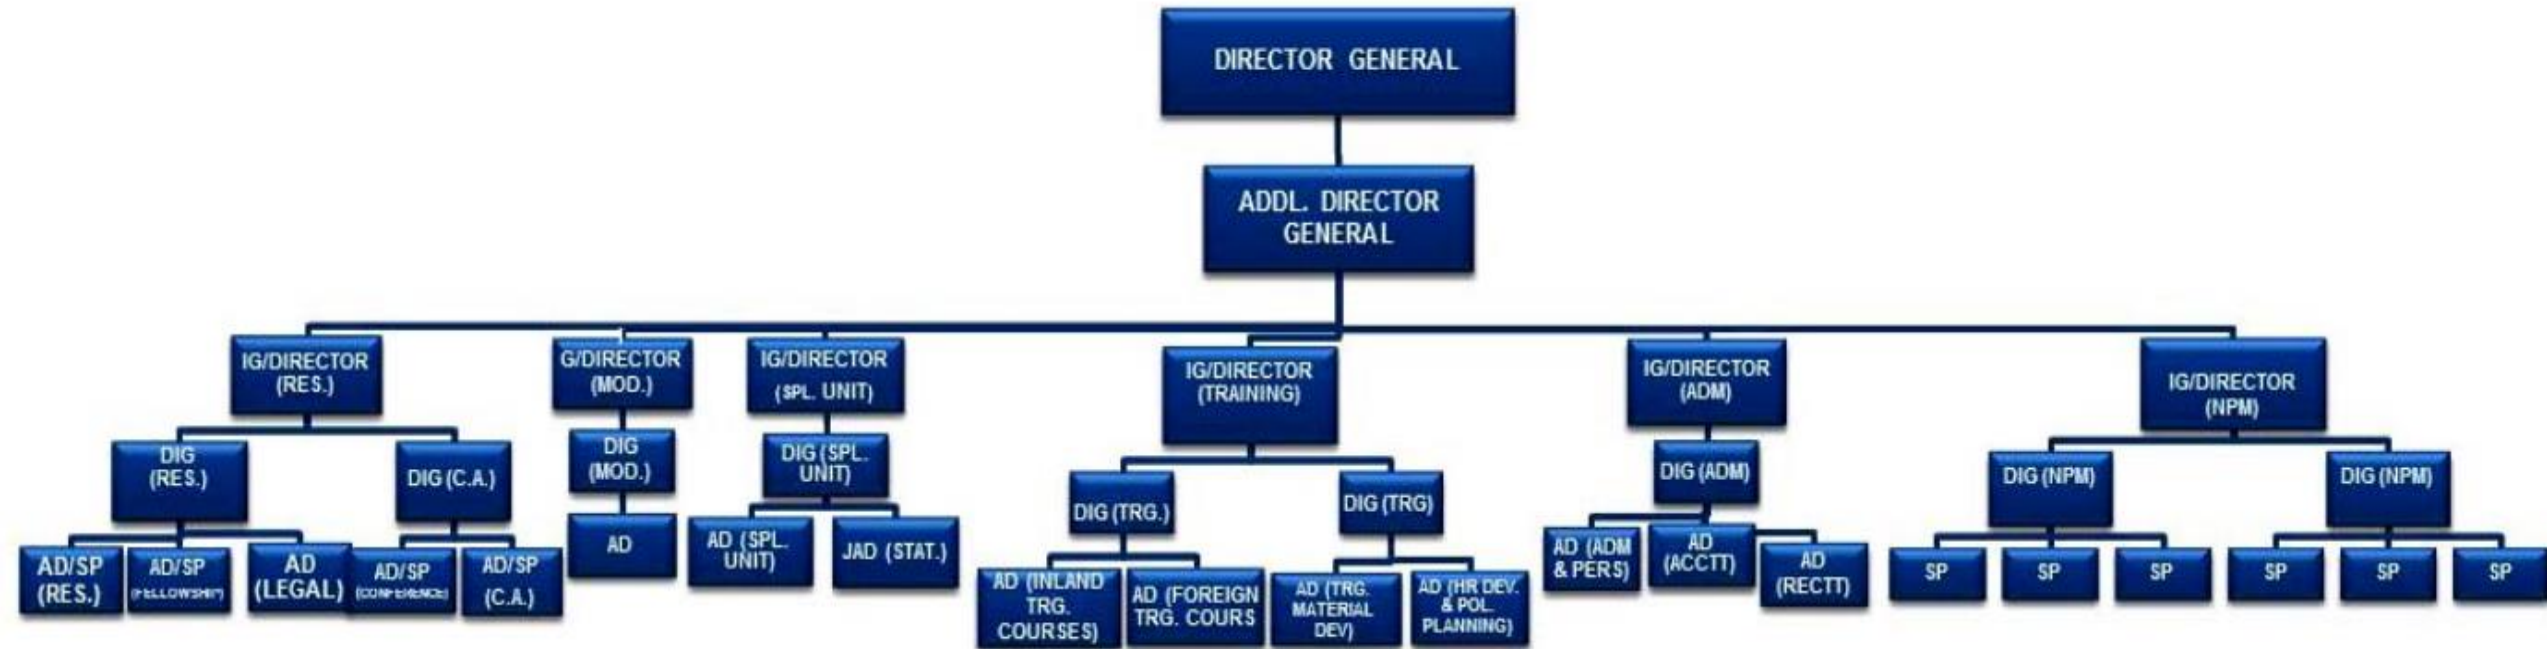 DIRECTOR GENERAL
ADDL. DIRECTOR
GENERAL
IG/DIRECTOR
(RES.)
G/DIRECTOR
(MOD.)
IG/DIRECTOR
(SPL. UNIT)
IG/DIRECTOR
(TRAINING)
IG/DIRECTOR
(ADM)
IG/DIRECTOR
(NPM)
DIG
(RES.)
DIG (C.A.)
DIG
(MOD.)
DIG (SPL.
UNIT)
DIG (TRG.)
DIG (TRG)
DIG (ADM)
DIG (NPM)
DIG (NPM)
AD/SP
(RES.)
AD/SP
(FELLOWSHIP)
AD
(LEGAL)
AD/SP
(CONFERENCE)
AD/SP
(C.A.)
AD
AD (SPL.
UNIT)
JAD (STAT.)
AD (INLAND
TRG.
COURSES)
AD (FOREIGN
TRG. COURS
AD (TRG.
MATERIAL
DEV)
AD (HR DEV.
& POL.
PLANNING)
AD (ADM
& PERS)
AD
(ACCTT)
AD
(RECTT)
SP
SP
SP
SP
SP
SP